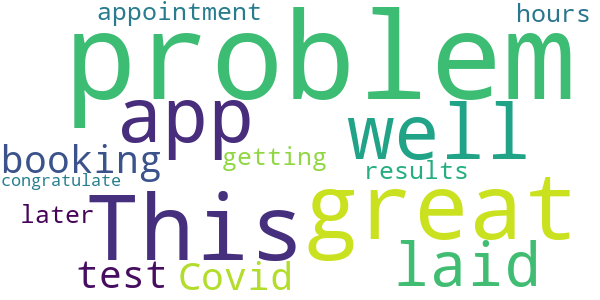 appointment hours
problem
app well
booking getting results
congratulate This great
later laid
test Covid